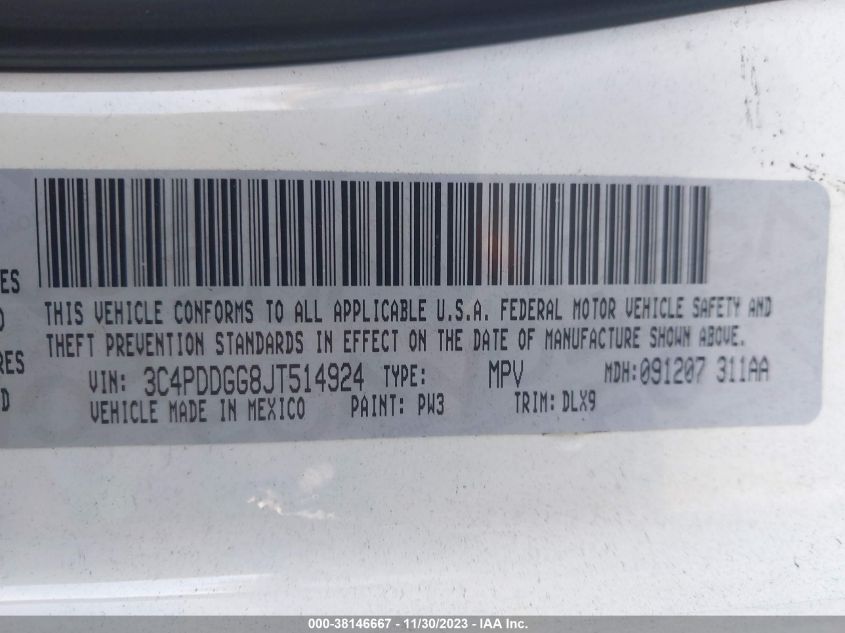 ES
THIS VEHICLE CONFORMS TO ALL APPLICABLE U.S.A. FEDERAL MOTOR VEHICLE SAFETY AND
THEFT PREVENTION STANDARDS IN EFFECT ON THE DATE OF MANUFACTURE SHOWN ABOVE.
RES
VIN: 3C4PDDGG8JT514924 TYPE: MPV MDH:091207 311AA
D
VEHICLE MADE IN MEXICO PAINT: PW3 TRIM: DLX9
000-38146667 - 11/30/2023 - IAA Inc.